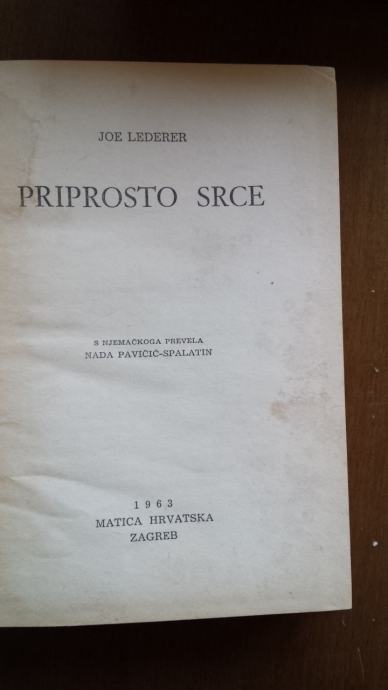 JOE LEDERER
PRIPROSTO SRCE
S NJEMAČKOGA PREVELA
NADA PAVIČIĆ-SPALATIN
1963
MATICA HRVATSKA
ZAGREB